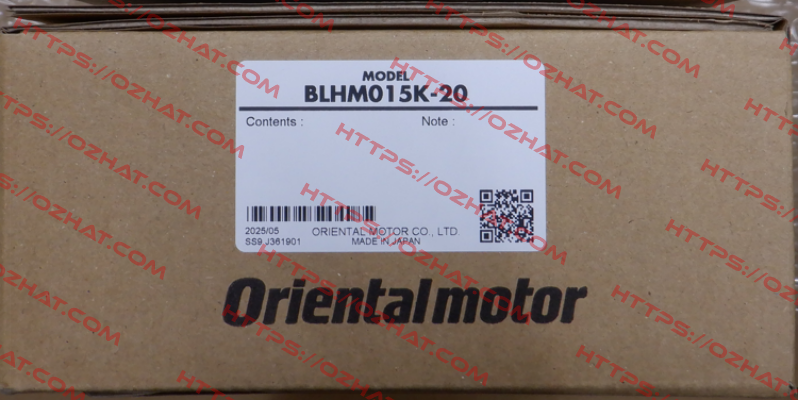 MODEL
BLHM015K-20
Contents :
Note :
2025/05
ORIENTAL MOTOR CO., LTD
SS9 J361901
MADE IN JAPAN
Orientalmotor
HTTPS://OZHAT.COM